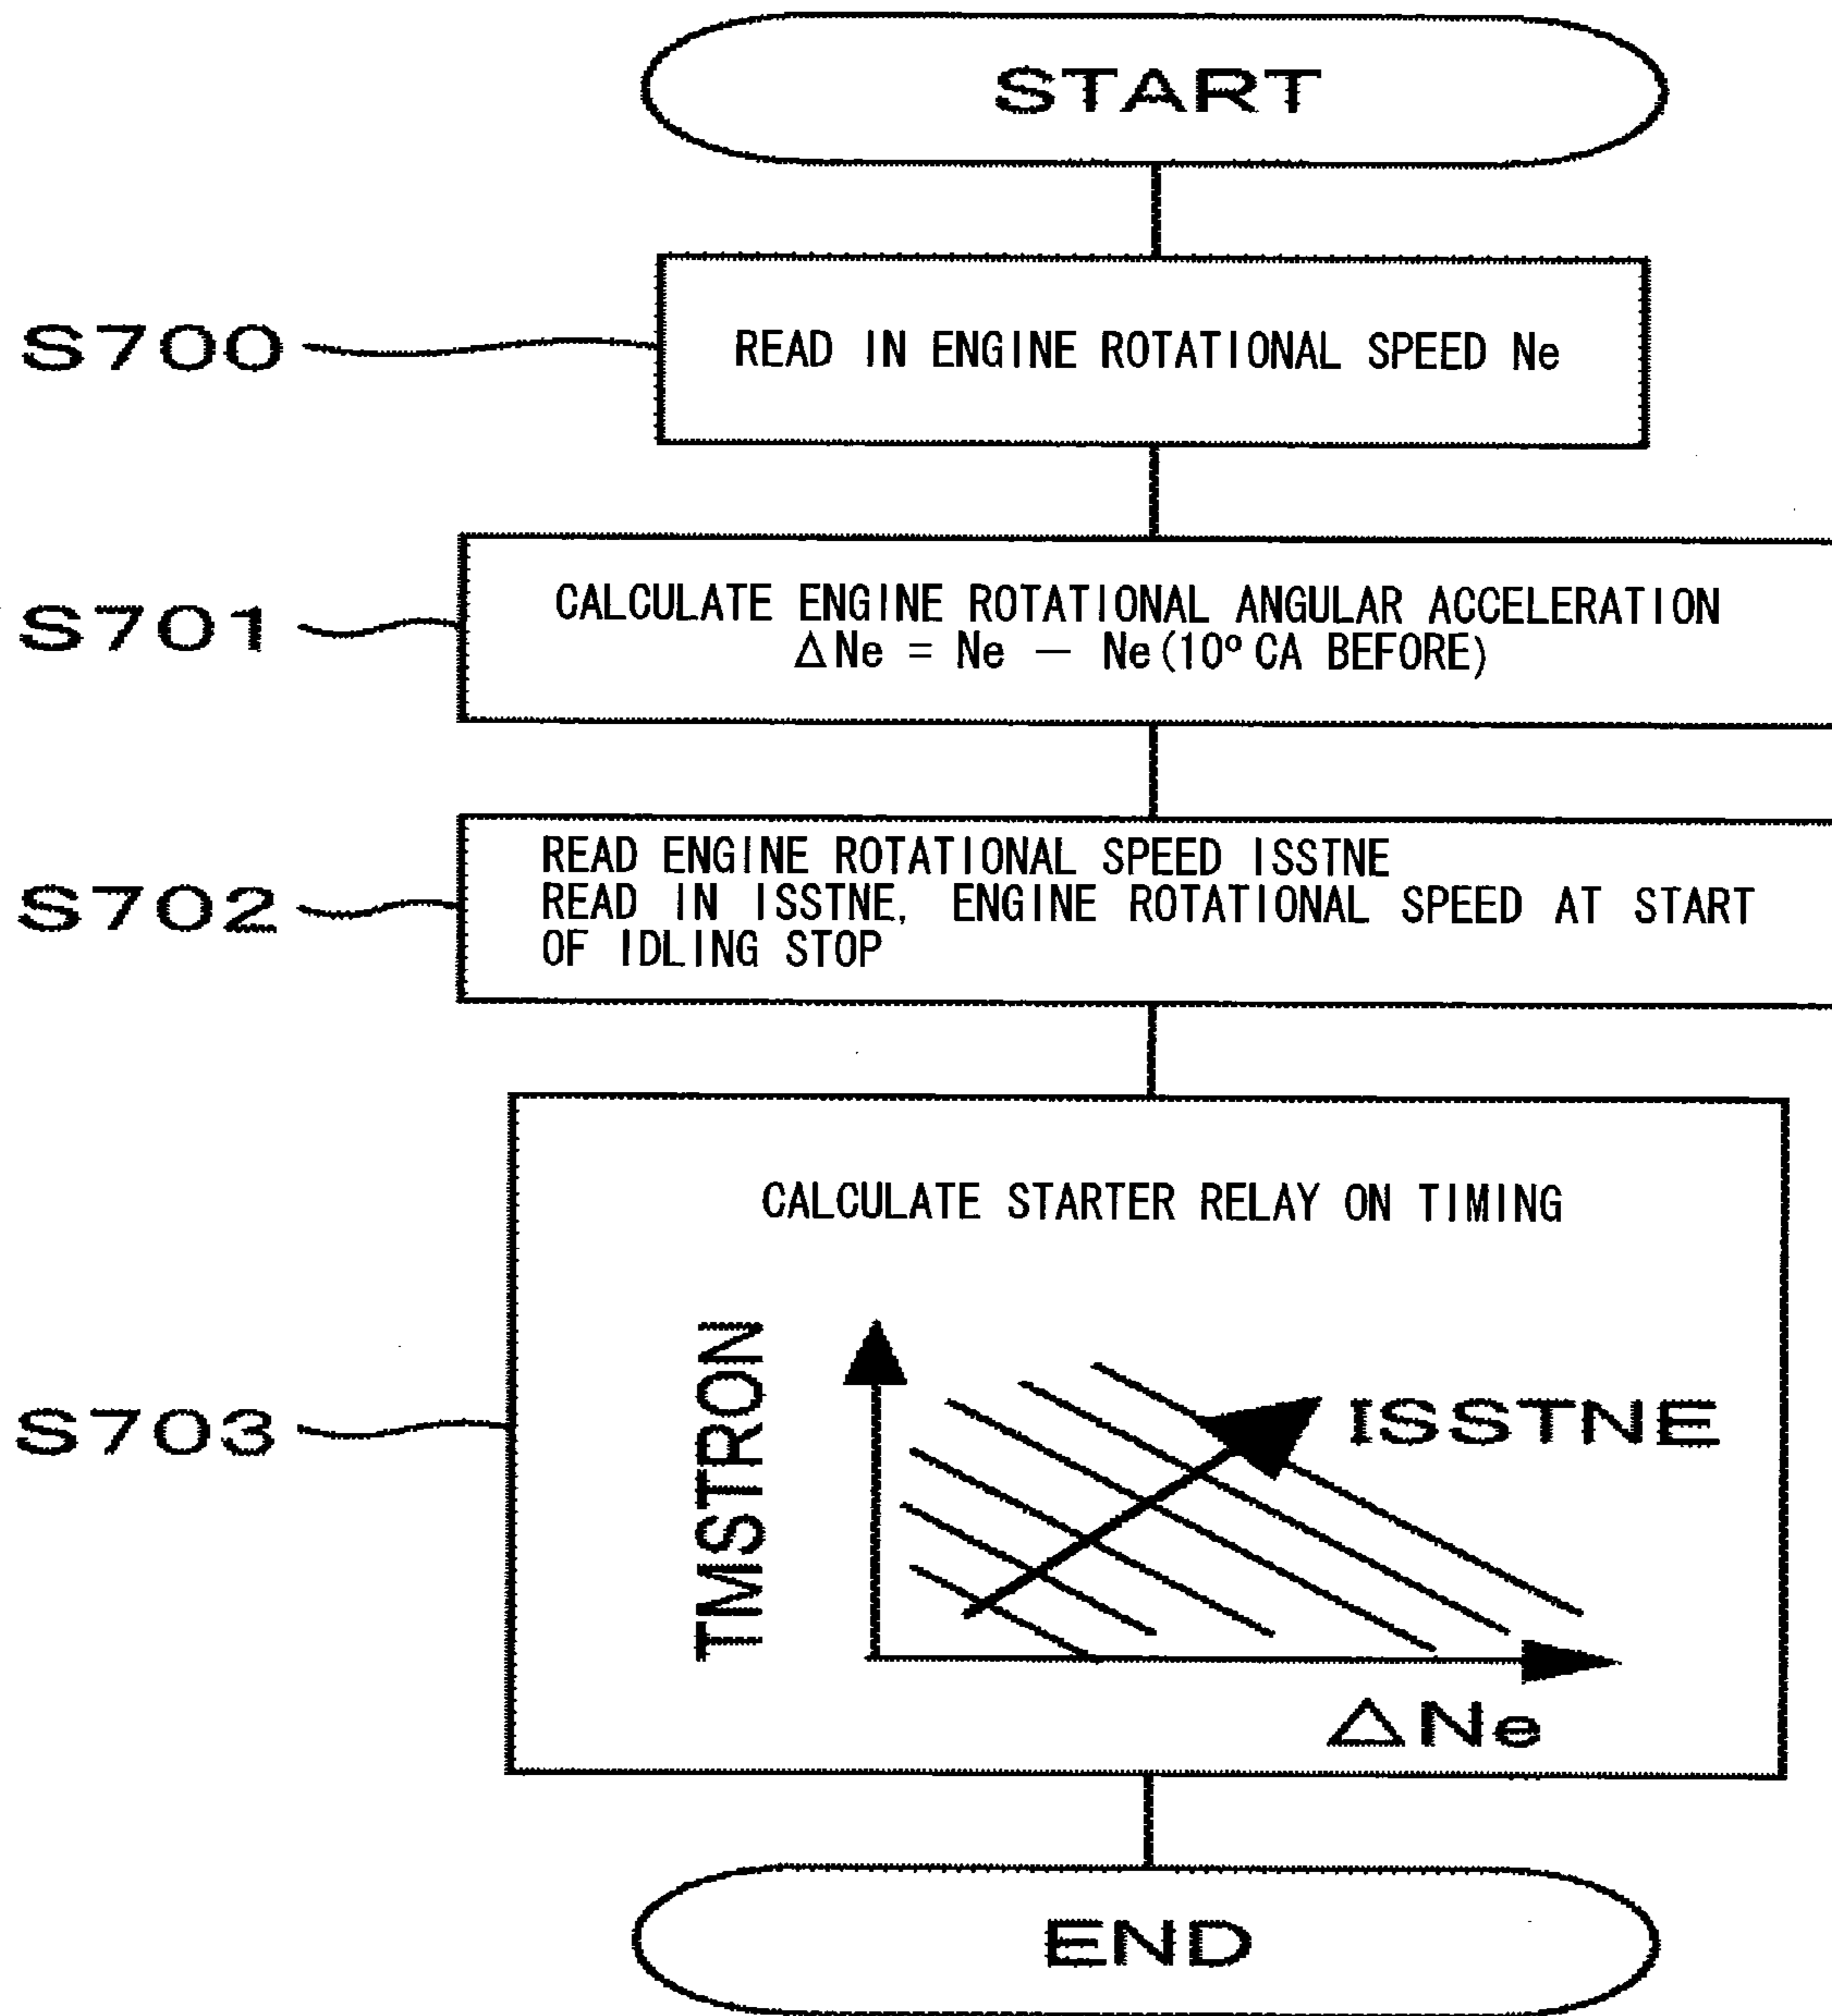 START
S700
READ IN ENGINE ROTATIONAL SPEED Ne
S701
CALCULATE ENGINE ROTATIONAL ANGULAR ACCELERATION
△Ne = Ne — Ne(10° CA BEFORE)
S702
READ ENGINE ROTATIONAL SPEED ISSTNE
READ IN ISSTNE, ENGINE ROTATIONAL SPEED AT START
OF IDLING STOP
S703
CALCULATE STARTER RELAY ON TIMING
TMSTRON
ISSTNE
△Ne
END